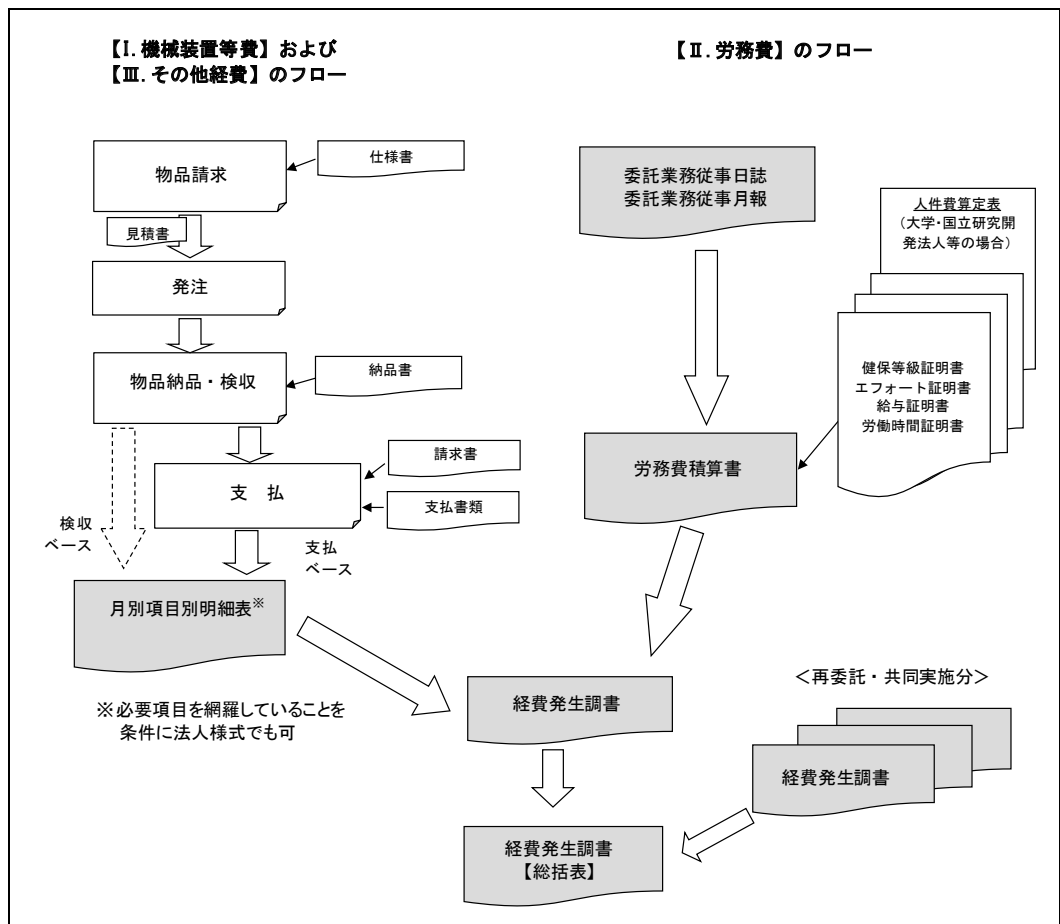 【Ⅰ.機械装置等費】および
【Ⅲ.その他経費】のフロー
【Ⅱ.労務費】のフロー
物品請求
仕様書
見積書
発注
物品納品・検収
納品書
請求書
支　払
支払書類
検収
ベース
支払
ベース
月別項目別明細表※
※必要項目を網羅していることを
条件に法人様式でも可
委託業務従事日誌
委託業務従事月報
人件費算定表
（大学・国立研究開
発法人等の場合）
健保等級証明書
エフォート証明書
給与証明書
労働時間証明書
労務費積算書
経費発生調書
＜再委託・共同実施分＞
経費発生調書
経費発生調書
【総括表】